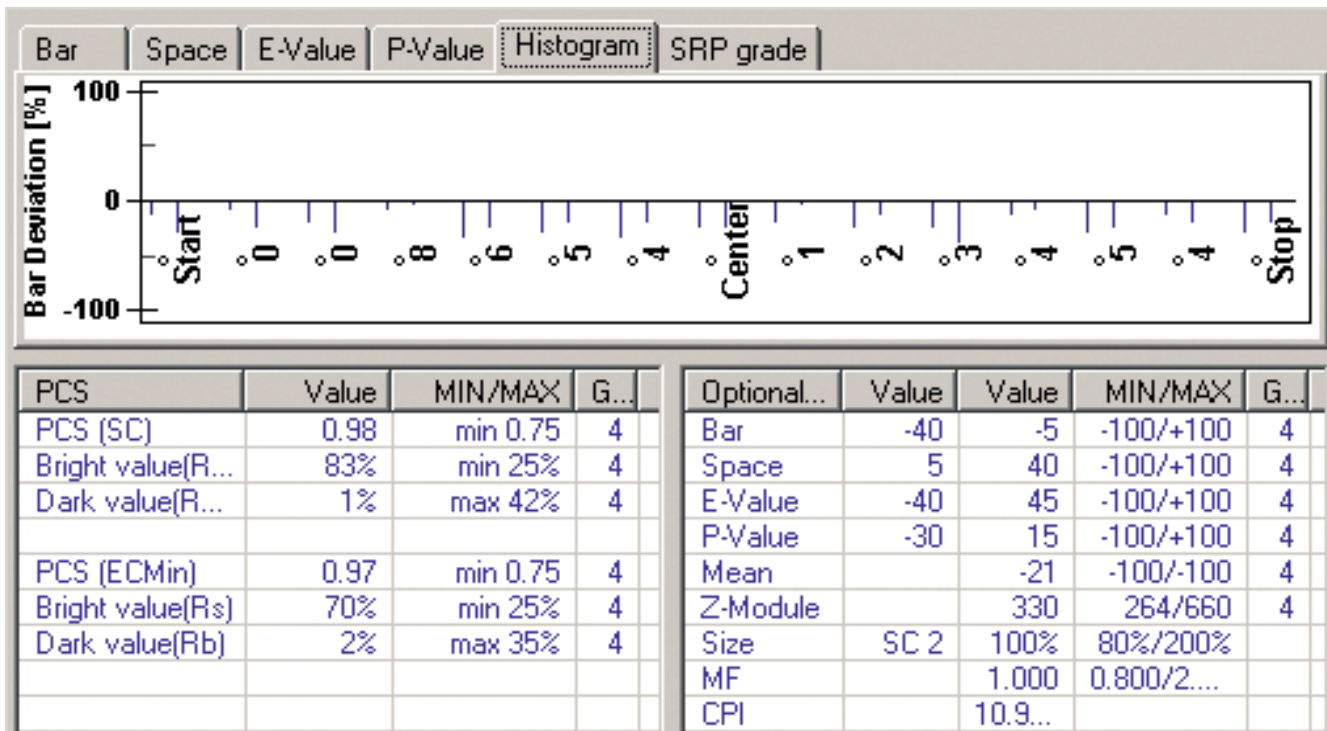 Bar Space E-Value P-Value Histogram SRP grade
Bar Deviation [%]
100
0
-100
Start 0 0 8 6 5 4 Center 1 2 3 4 5 4 Stop
PCS Value MIN/MAX G...
PCS (SC) 0.98 min 0.75 4
Bright value(R... 83% min 25% 4
Dark value(R... 1% max 42% 4
PCS (ECMin) 0.97 min 0.75 4
Bright value(Rs) 70% min 25% 4
Dark value(Rb) 2% max 35% 4
Optional... Value Value MIN/MAX G...
Bar -40 -5 -100/+100 4
Space 5 40 -100/+100 4
E-Value -40 45 -100/+100 4
P-Value -30 15 -100/+100 4
Mean -21 -100/-100 4
Z-Module 330 264/660 4
Size SC 2 100% 80%/200%
MF 1.000 0.800/2....
CPI 10.9...